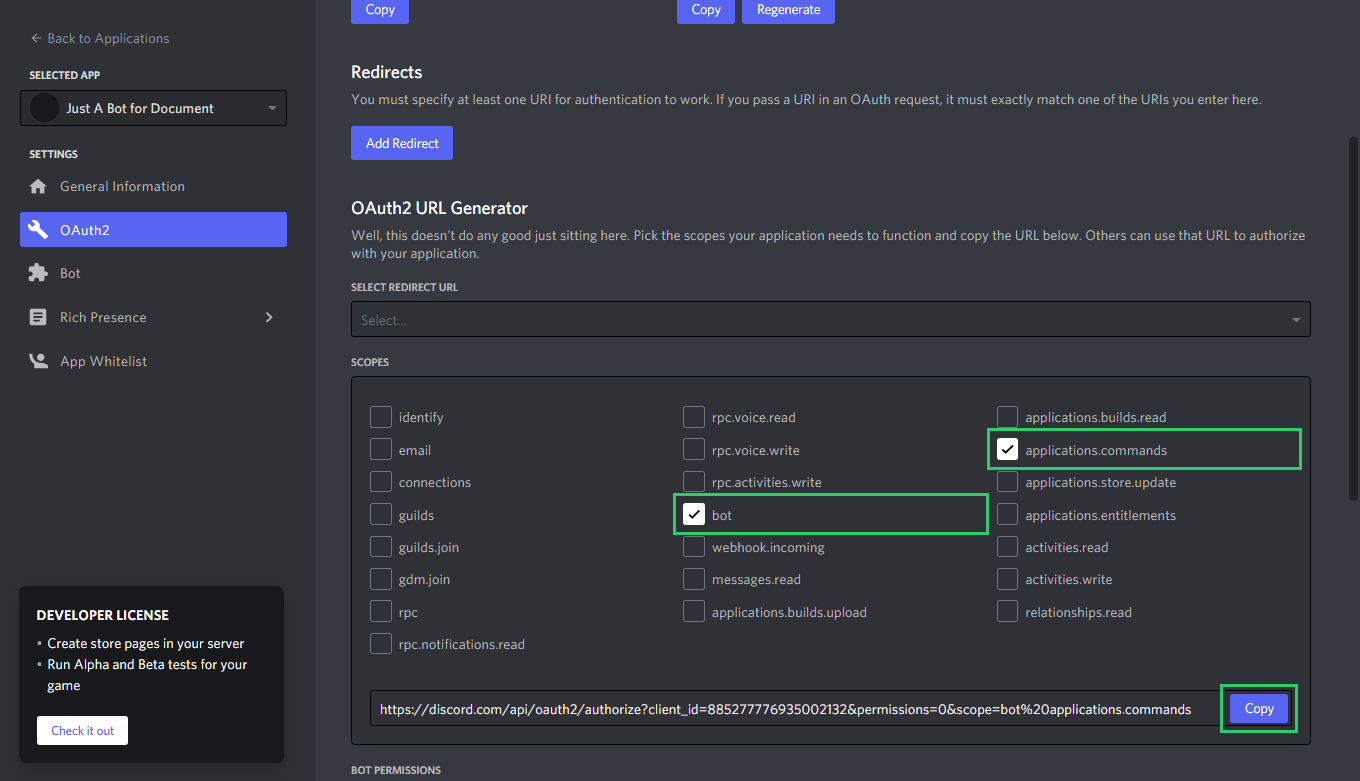 Back to Applications
SELECTED APP
Just A Bot for Document
SETTINGS
General Information
OAuth2
Bot
Rich Presence
App Whitelist
DEVELOPER LICENSE
• Create store pages in your server
• Run Alpha and Beta tests for your
game
Check it out
Copy
Copy
Regenerate
Redirects
You must specify at least one URI for authentication to work. If you pass a URI in an OAuth request, it must exactly match one of the URIs you enter here.
Add Redirect
OAuth2 URL Generator
Well, this doesn't do any good just sitting here. Pick the scopes your application needs to function and copy the URL below. Others can use that URL to authorize
with your application.
SELECT REDIRECT URL
Select...
SCOPES
identify
email
connections
guilds
guilds.join
gdm.join
rpc
rpc.notifications.read
rpc.voice.read
rpc.voice.write
rpc.activities.write
bot
webhook.incoming
messages.read
applications.builds.upload
applications.builds.read
applications.commands
applications.store.update
applications.entitlements
activities.read
activities.write
relationships.read
https://discord.com/api/oauth2/authorize?client_id=885277776935002132&permissions=0&scope=bot%20applications.commands
Copy
BOT PERMISSIONS